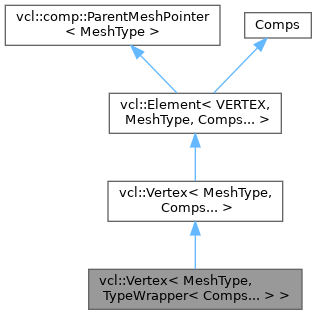 vcl::comp::ParentMeshPointer
< MeshType >
Comps
vcl::Element< VERTEX,
MeshType, Comps... >
vcl::Vertex< MeshType,
Comps... >
vcl::Vertex< MeshType,
TypeWrapper< Comps... > >